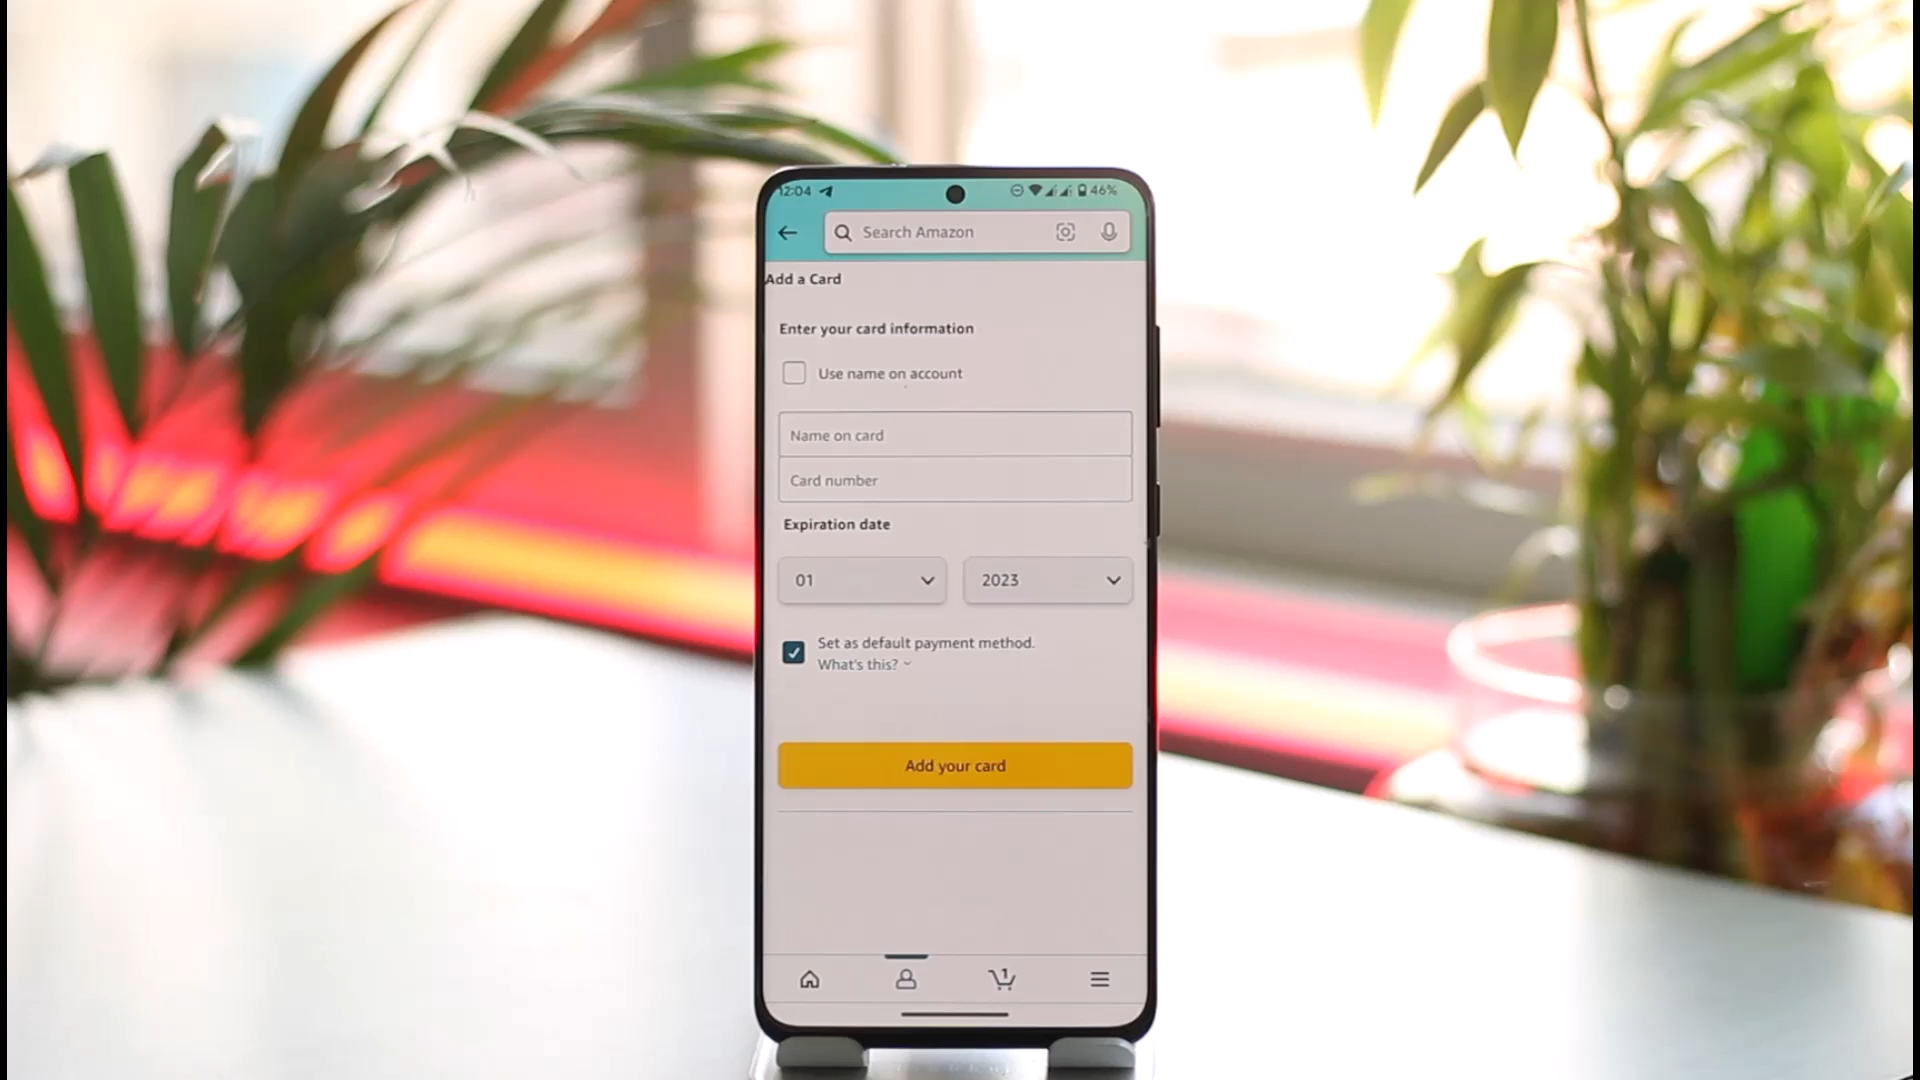 12:04 46%
Search Amazon
Add a Card
Enter your card information
Use name on account
Name on card
Card number
Expiration date
01 2023
Set as default payment method.
What's this?
Add your card
1